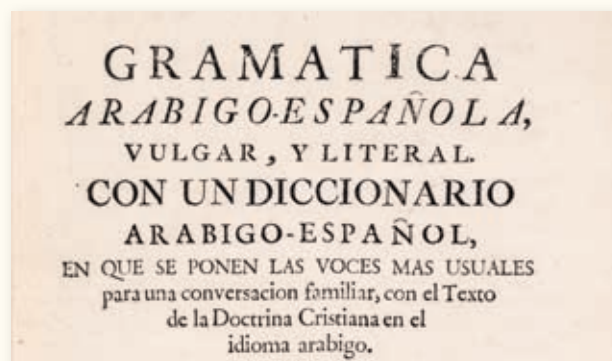 GRAMATICA
ARABIGO-ESPAÑOLA,
VULGAR, Y LITERAL.
CON UN DICCIONARIO
ARABIGO-ESPAÑOL,
EN QUE SE PONEN LAS VOCES MAS USUALES
para una conversacion familiar, con el Texto
de la Doctrina Cristiana en el
idioma arabigo.